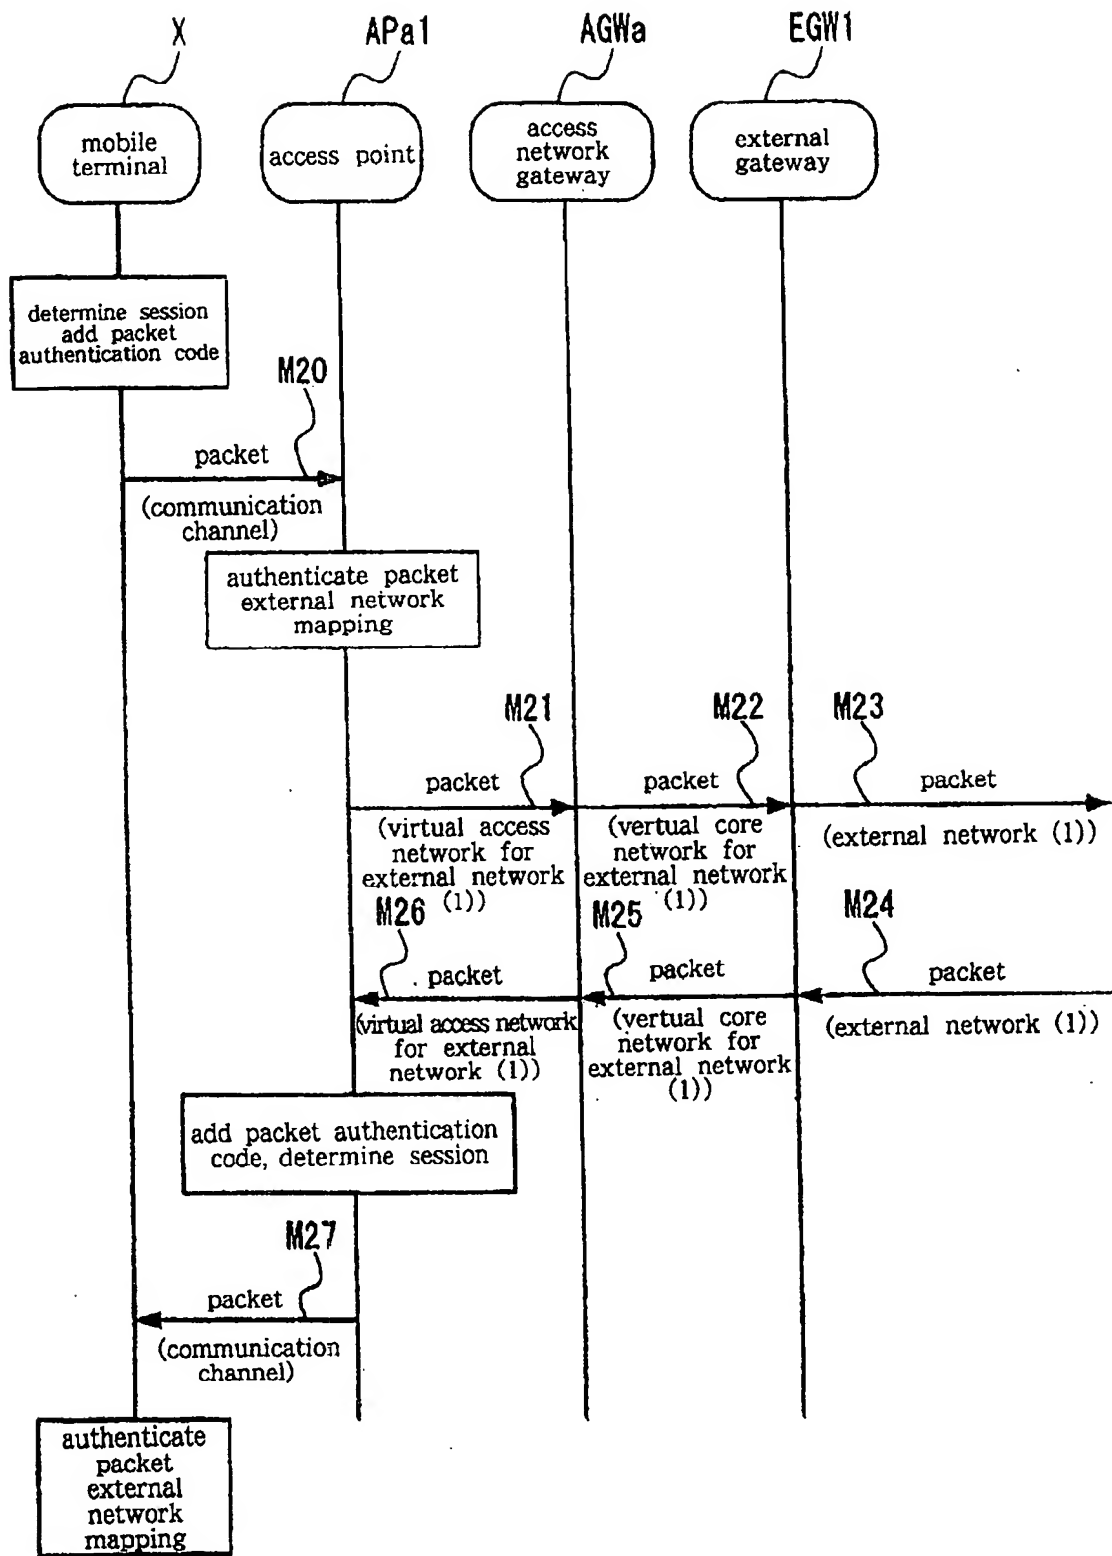 X APa1 AGWa EGW1
mobile
terminal
access point
access
network
gateway
external
gateway
determine session
add packet
authentication code
M20
packet
(communication
channel)
authenticate packet
external network
mapping
M21
packet
(virtual access
network for
external network
(1))
M22
packet
(vertual core
network for
external network
(1))
M23
packet
(external network (1))
M26
packet
(virtual access network
for external
network (1))
M25
packet
(vertual core
network for
external network
(1))
M24
packet
(external network (1))
add packet authentication
code, determine session
M27
packet
(communication
channel)
authenticate
packet
external
network
mapping